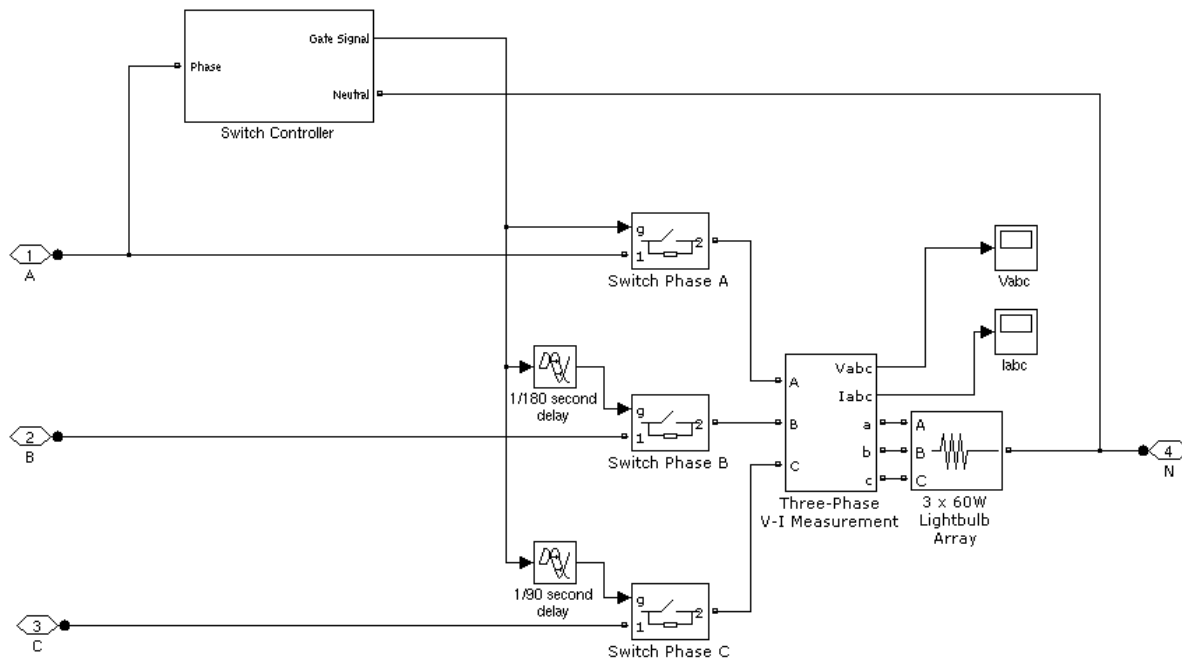 Gate Signal
Phase
Neutral
Switch Controller
g
1
2
1
A
Switch Phase A
Vabc
Iabc
1/180 second
delay
g
1
2
2
B
Switch Phase B
A
B
C
Vabc
Iabc
a
b
c
A
B
C
4
N
Three-Phase
V-I Measurement
3 x 60W
Lightbulb
Array
1/90 second
delay
g
1
2
3
C
Switch Phase C